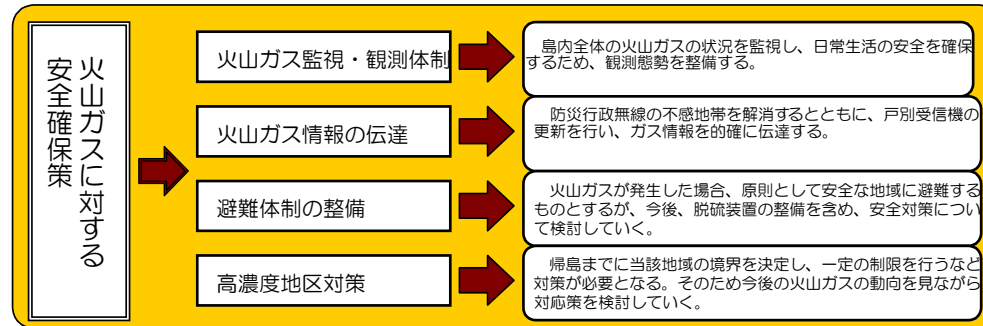 火山ガスに対する
安全確保策
火山ガス監視・観測体制
島内全体の火山ガスの状況を監視し、日常生活の安全を確保
するため、観測態勢を整備する。
火山ガス情報の伝達
防災行政無線の不感地帯を解消するとともに、戸別受信機の
更新を行い、ガス情報を的確に伝達する。
避難体制の整備
火山ガスが発生した場合、原則として安全な地域に避難する
ものとするが、今後、脱硫装置の整備を含め、安全対策につい
て検討していく。
高濃度地区対策
帰島までに当該地域の境界を決定し、一定の制限を行うなど
対策が必要となる。そのため今後の火山ガスの動向を見ながら
対応策を検討していく。